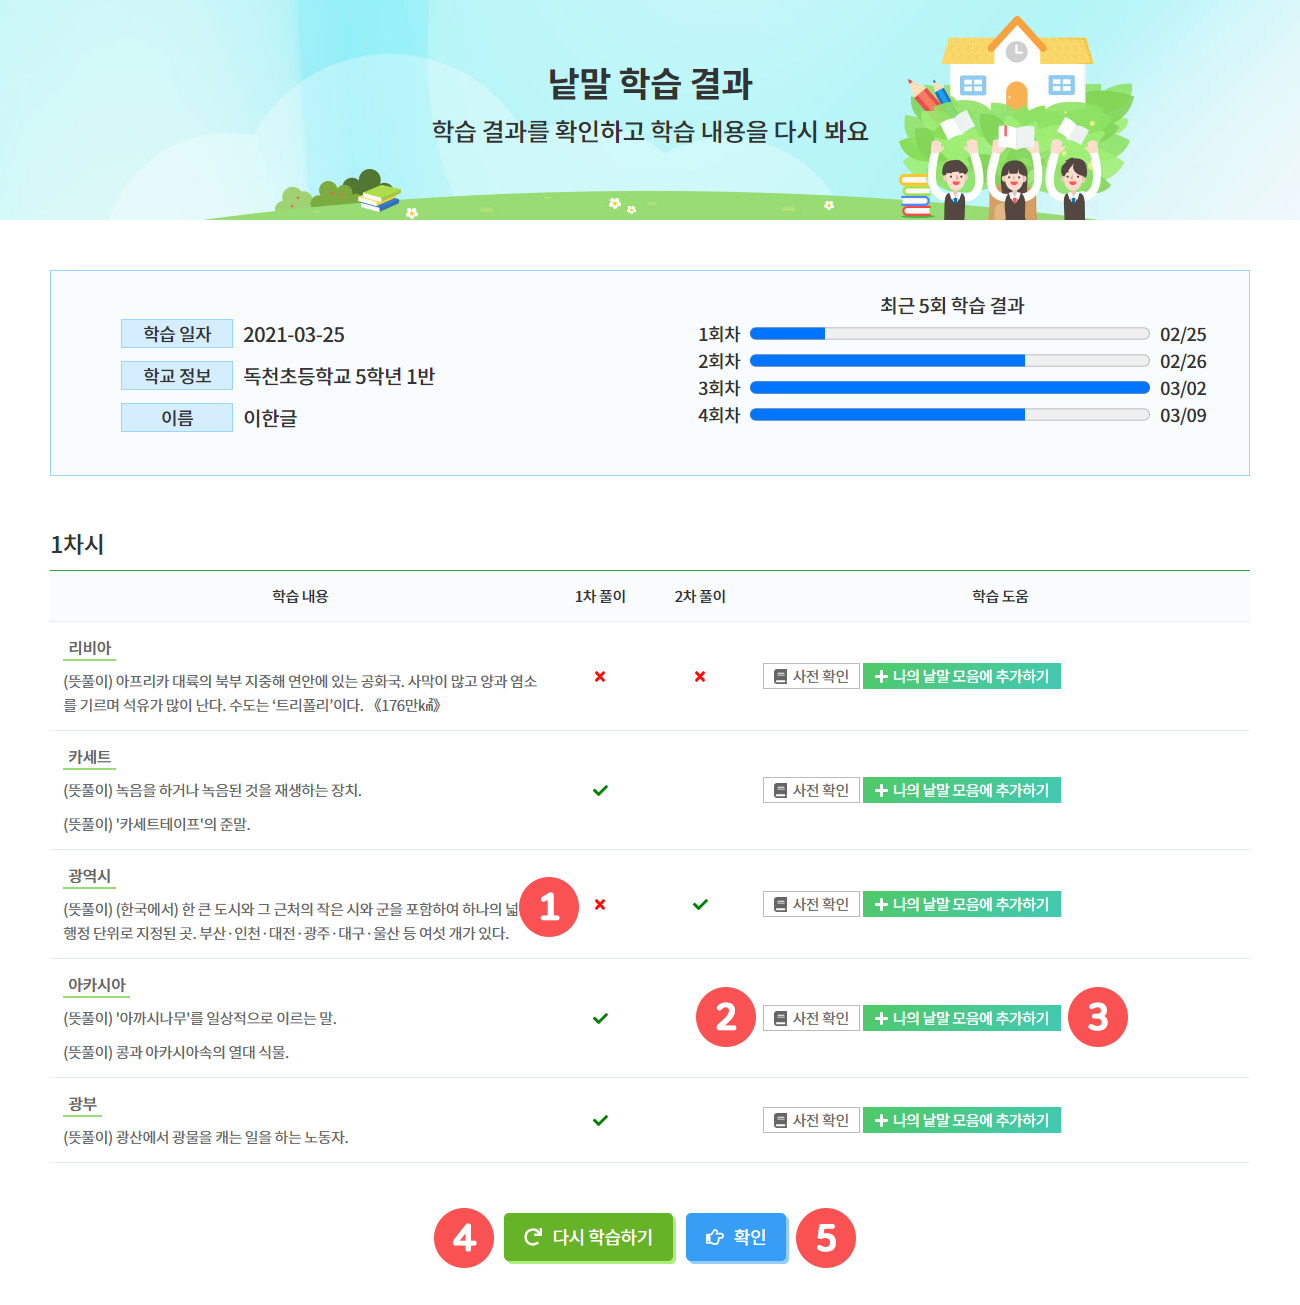 낱말 학습 결과
학습 결과를 확인하고 학습 내용을 다시 봐요
학습 일자 2021-03-25
학교 정보 독천초등학교 5학년 1반
이름 이한글
최근 5회 학습 결과
1회차 02/25
2회차 02/26
3회차 03/02
4회차 03/09
1차시
학습 내용 1차 풀이 2차 풀이 학습 도움
리비아
(뜻풀이) 아프리카 대륙의 북부 지중해 연안에 있는 공화국. 사막이 많고 양과 염소
를 기르며 석유가 많이 난다. 수도는 ‘트리폴리’이다. 《176만㎢》
사전 확인 + 나의 낱말 모음에 추가하기
카세트
(뜻풀이) 녹음을 하거나 녹음된 것을 재생하는 장치.
(뜻풀이) '카세트테이프'의 준말.
사전 확인 + 나의 낱말 모음에 추가하기
광역시
(뜻풀이) (한국에서) 한 큰 도시와 그 근처의 작은 시와 군을 포함하여 하나의
행정 단위로 지정된 곳. 부산·인천·대전·광주·대구·울산 등 여섯 개가 있다.
1
사전 확인 + 나의 낱말 모음에 추가하기
아카시아
(뜻풀이) '아까시나무'를 일상적으로 이르는 말.
(뜻풀이) 콩과 아카시아속의 열대 식물.
2 사전 확인 + 나의 낱말 모음에 추가하기 3
광부
(뜻풀이) 광산에서 광물을 캐는 일을 하는 노동자.
사전 확인 + 나의 낱말 모음에 추가하기
4 다시 학습하기 확인 5